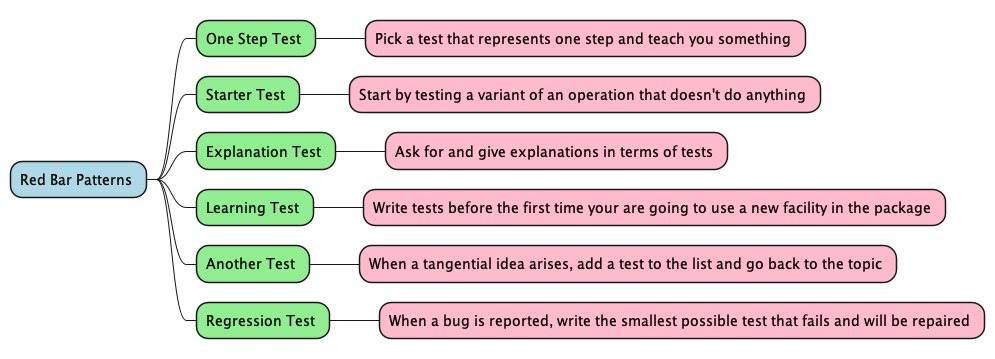 Red Bar Patterns
One Step Test
Pick a test that represents one step and teach you something
Starter Test
Start by testing a variant of an operation that doesn't do anything
Explanation Test
Ask for and give explanations in terms of tests
Learning Test
Write tests before the first time your are going to use a new facility in the package
Another Test
When a tangential idea arises, add a test to the list and go back to the topic
Regression Test
When a bug is reported, write the smallest possible test that fails and will be repaired